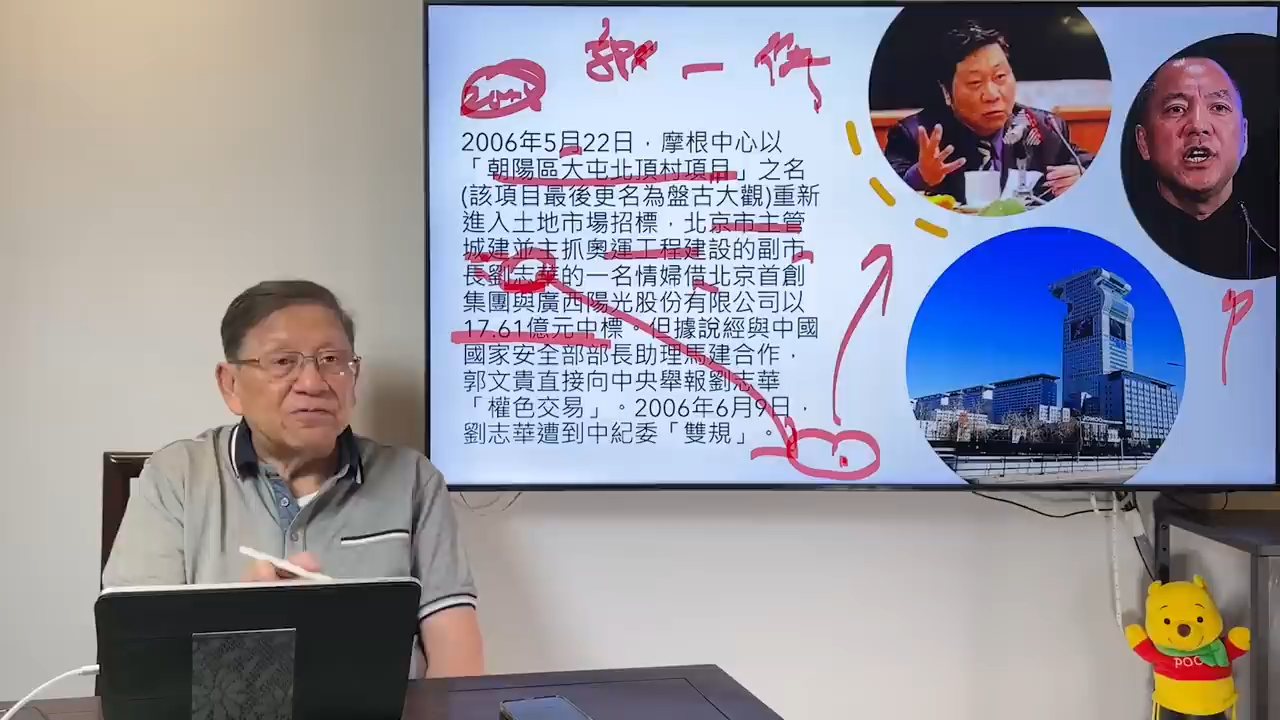 2006年5月22日，摩根中心以
「朝陽區大屯北頂村項目」之名
(該項目最後更名為盤古大觀)重新
進入土地市場招標，北京市主管
城建並主抓奧運工程建設的副市
長劉志華的一名情婦借北京首創
集團與廣西陽光股份有限公司以
17.61億元中標。但據說經與中國
國家安全部部長助理馬建合作，
郭文貴直接向中央舉報劉志華
「權色交易」。2006年6月9日，
劉志華遭到中紀委「雙規」。
POO